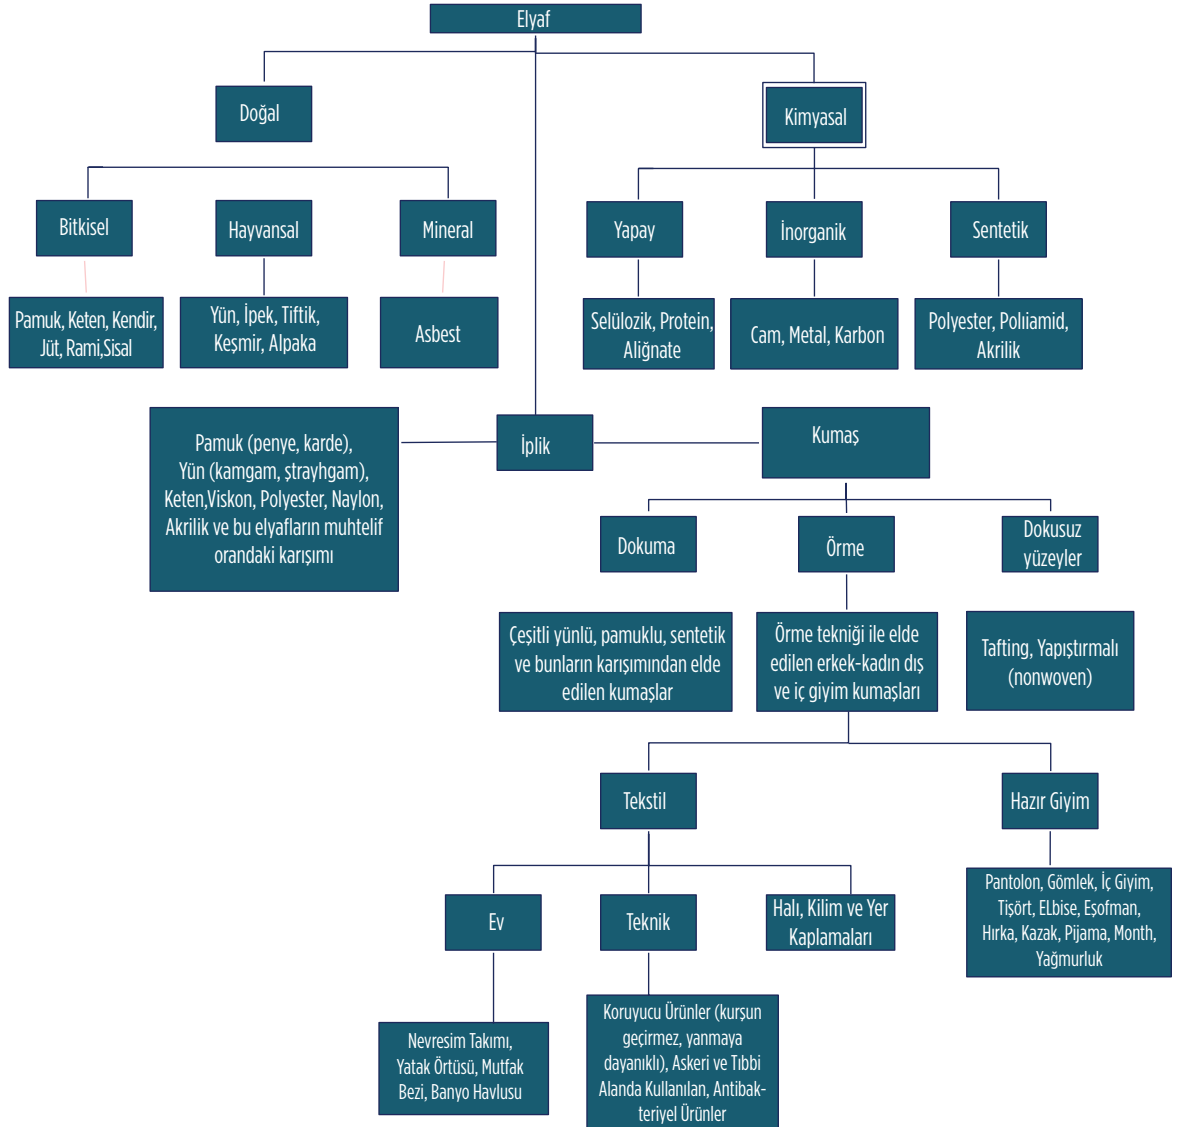 Elyaf
Doğal
Kimyasal
Bitkisel
Hayvansal
Mineral
Yapay
İnorganik
Sentetik
Pamuk, Keten, Kendir,
Jüt, Rami,Sisal
Yün, İpek, Tiftik,
Keşmir, Alpaka
Asbest
Selülozik, Protein,
Aliğnate
Cam, Metal, Karbon
Polyester, Polıiamid,
Akrilik
Pamuk (penye, karde),
Yün (kamgam, ştrayhgam),
Keten,Viskon, Polyester, Naylon,
Akrilik ve bu elyafların muhtelif
orandaki karışımı
İplik
Kumaş
Dokuma
Örme
Dokusuz
yüzeyler
Çeşitli yünlü, pamuklu, sentetik
ve bunların karışımından elde
edilen kumaşlar
Örme tekniği ile elde
edilen erkek-kadın dış
ve iç giyim kumaşları
Tafting, Yapıştırmalı
(nonwoven)
Tekstil
Hazır Giyim
Ev
Teknik
Halı, Kilim ve Yer
Kaplamaları
Pantolon, Gömlek, İç Giyim,
Tişört, ELbise, Eşofman,
Hırka, Kazak, Pijama, Month,
Yağmurluk
Nevresim Takımı,
Yatak Örtüsü, Mutfak
Bezi, Banyo Havlusu
Koruyucu Ürünler (kurşun
geçirmez, yanmaya
dayanıklı), Askeri ve Tıbbi
Alanda Kullanılan, Antibak-
teriyel Ürünler